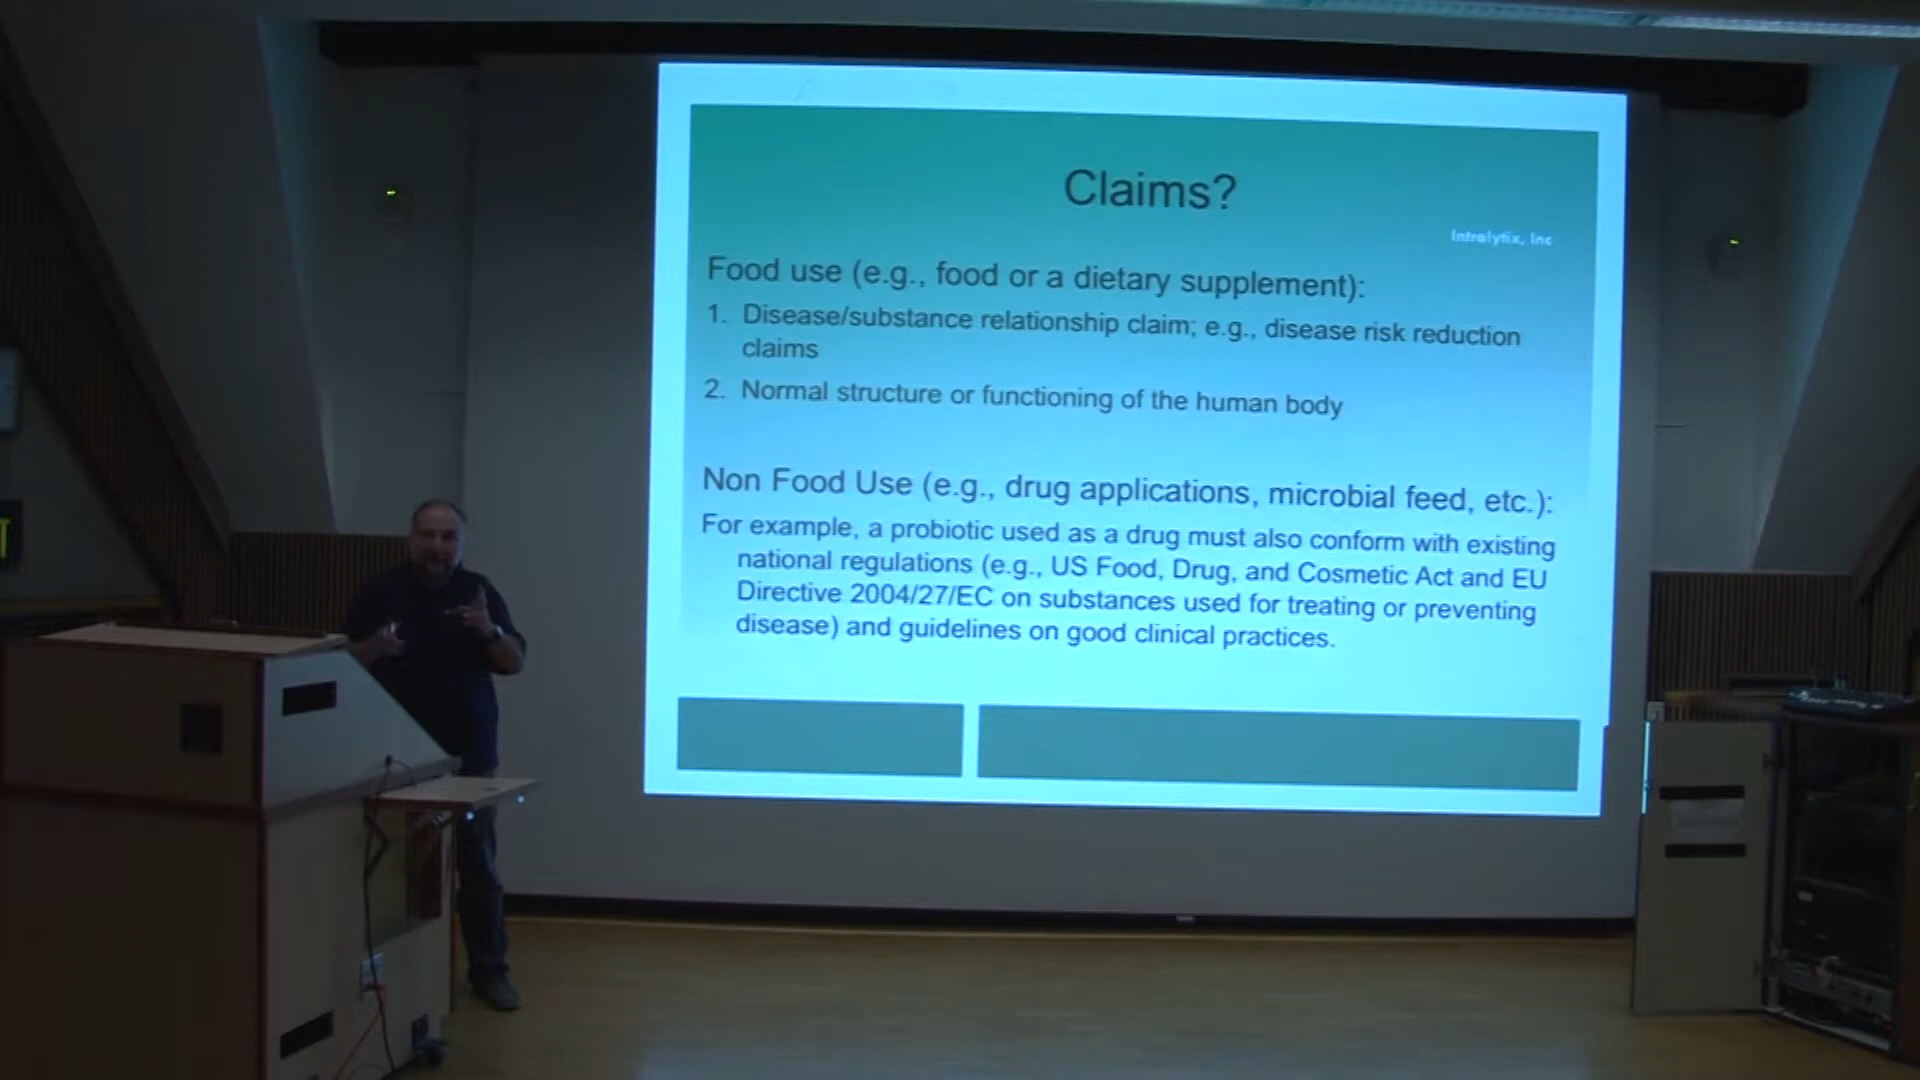 Claims?
Intralytix, Inc
Food use (e.g., food or a dietary supplement):
1. Disease/substance relationship claim; e.g., disease risk reduction
claims
2. Normal structure or functioning of the human body
Non Food Use (e.g., drug applications, microbial feed, etc.):
For example, a probiotic used as a drug must also conform with existing
national regulations (e.g., US Food, Drug, and Cosmetic Act and EU
Directive 2004/27/EC on substances used for treating or preventing
disease) and guidelines on good clinical practices.